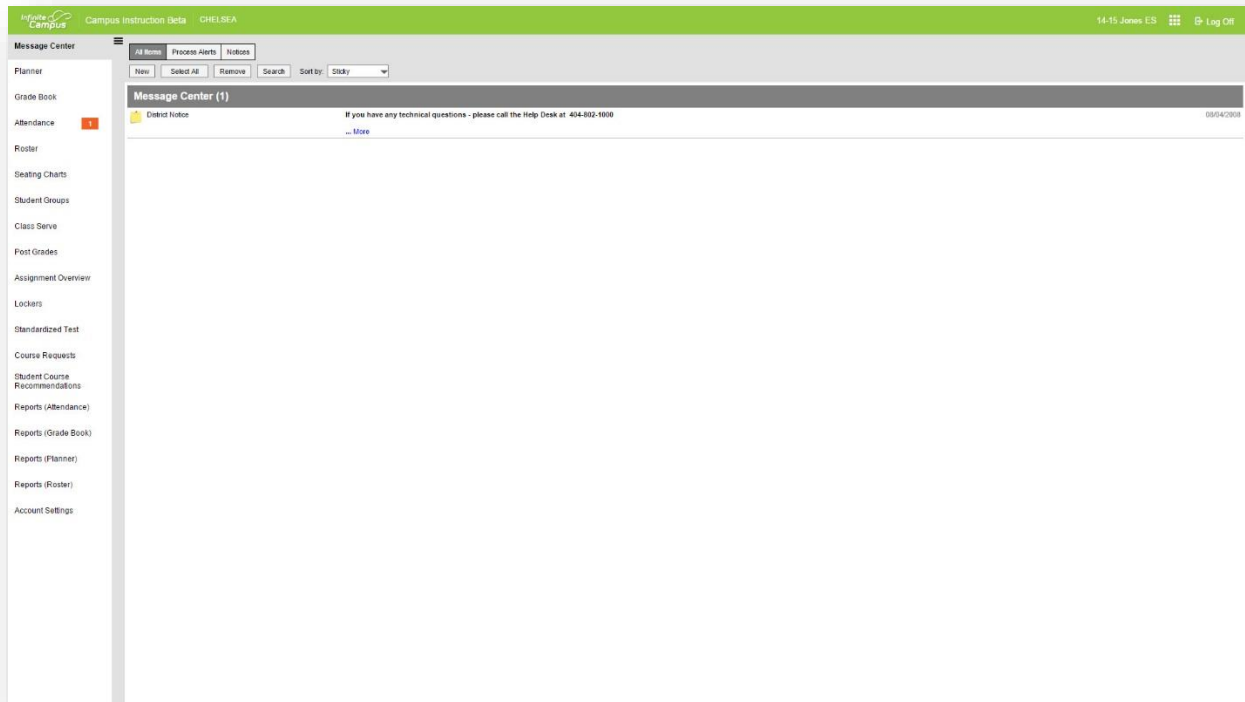 Infinite Campus
Campus Instruction Beta CHELSEA
14-15 Jones ES Log Off
Message Center
Planner
Grade Book
Attendance 1
Roster
Seating Charts
Student Groups
Class Serve
Post Grades
Assignment Overview
Lockers
Standardized Test
Course Requests
Student Course
Recommendations
Reports (Attendance)
Reports (Grade Book)
Reports (Planner)
Reports (Roster)
Account Settings
All Items Process Alerts Notices
New Select All Remove Search Sort by: Sticky
Message Center (1)
District Notice If you have any technical questions - please call the Help Desk at 404-802-1000 08/04/2008
... More